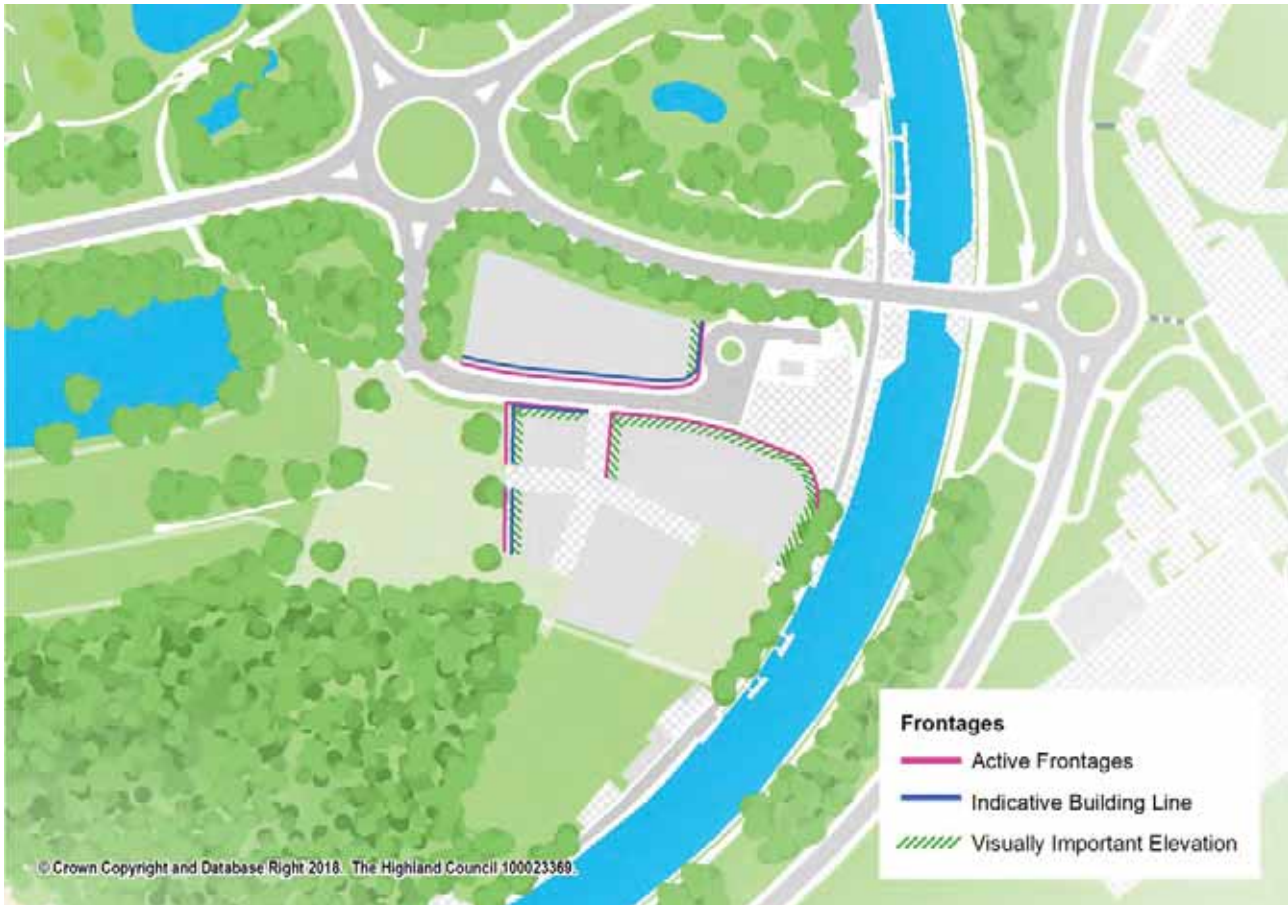 Frontages
Active Frontages
Indicative Building Line
Visually Important Elevation
© Crown Copyright and Database Right 2018. The Highland Council 100023369.